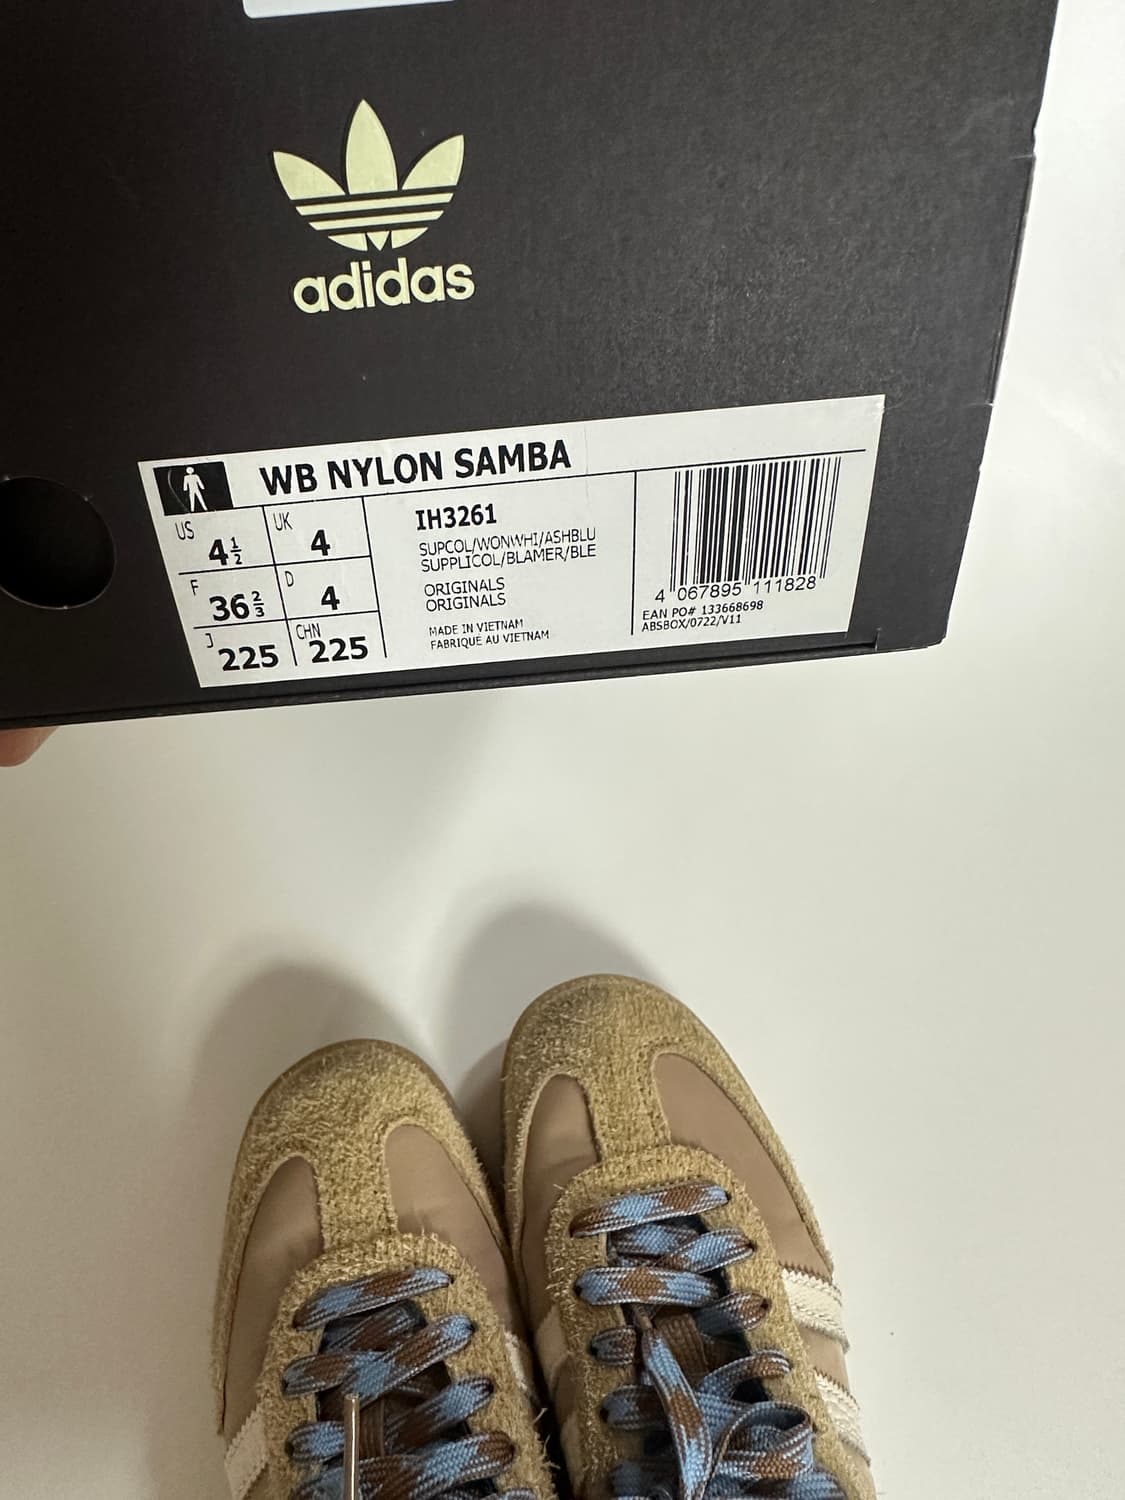 adidas
WB NYLON SAMBA
US 4½ UK 4
F 36⅔ D 4
J 225 CHN 225
IH3261
SUPCOL/WONWHI/ASHBLU
SUPPLICOL/BLAMER/BLE
ORIGINALS
ORIGINALS
MADE IN VIETNAM
FABRIQUE AU VIETNAM
4 067895 111828
EAN PO# 133668698
ABSBOX/0722/V11